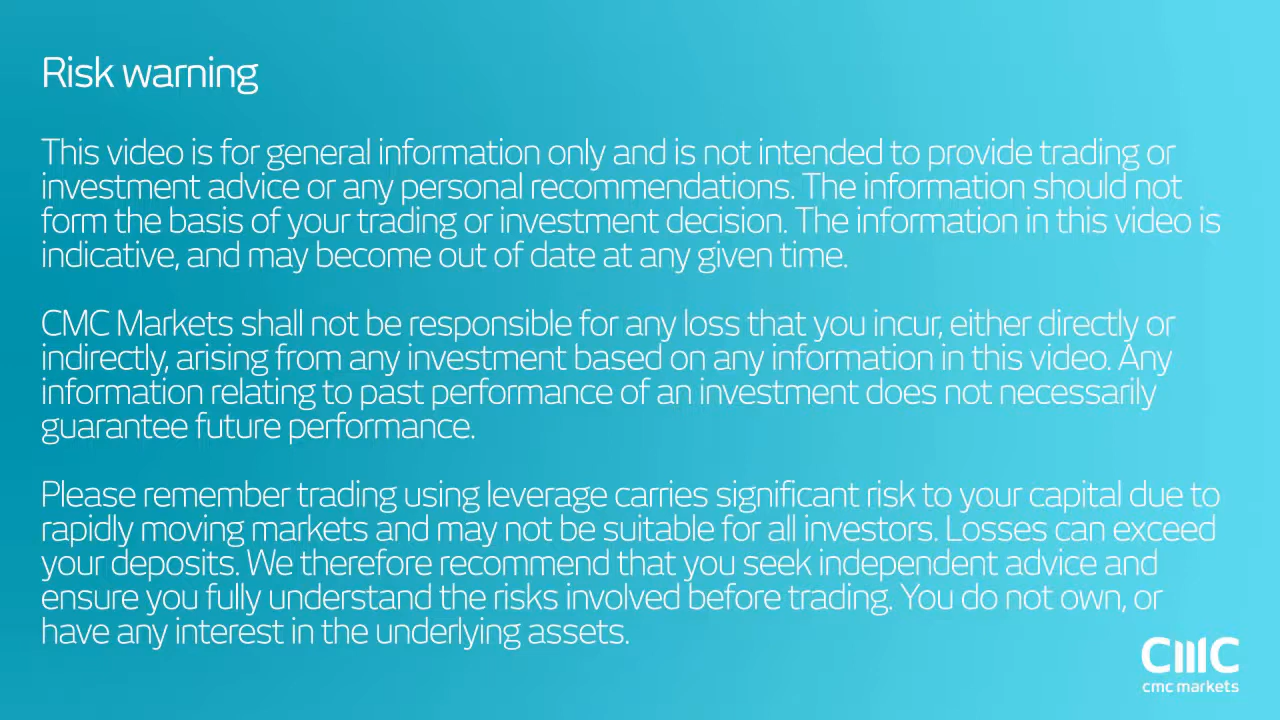 Risk warning
This video is for general information only and is not intended to provide trading or
investment advice or any personal recommendations. The information should not
form the basis of your trading or investment decision. The information in this video is
indicative, and may become out of date at any given time.
CMC Markets shall not be responsible for any loss that you incur, either directly or
indirectly, arising from any investment based on any information in this video. Any
information relating to past performance of an investment does not necessarily
guarantee future performance.
Please remember trading using leverage carries significant risk to your capital due to
rapidly moving markets and may not be suitable for all investors. Losses can exceed
your deposits. We therefore recommend that you seek independent advice and
ensure you fully understand the risks involved before trading. You do not own, or
have any interest in the underlying assets.
CMC
cmc markets